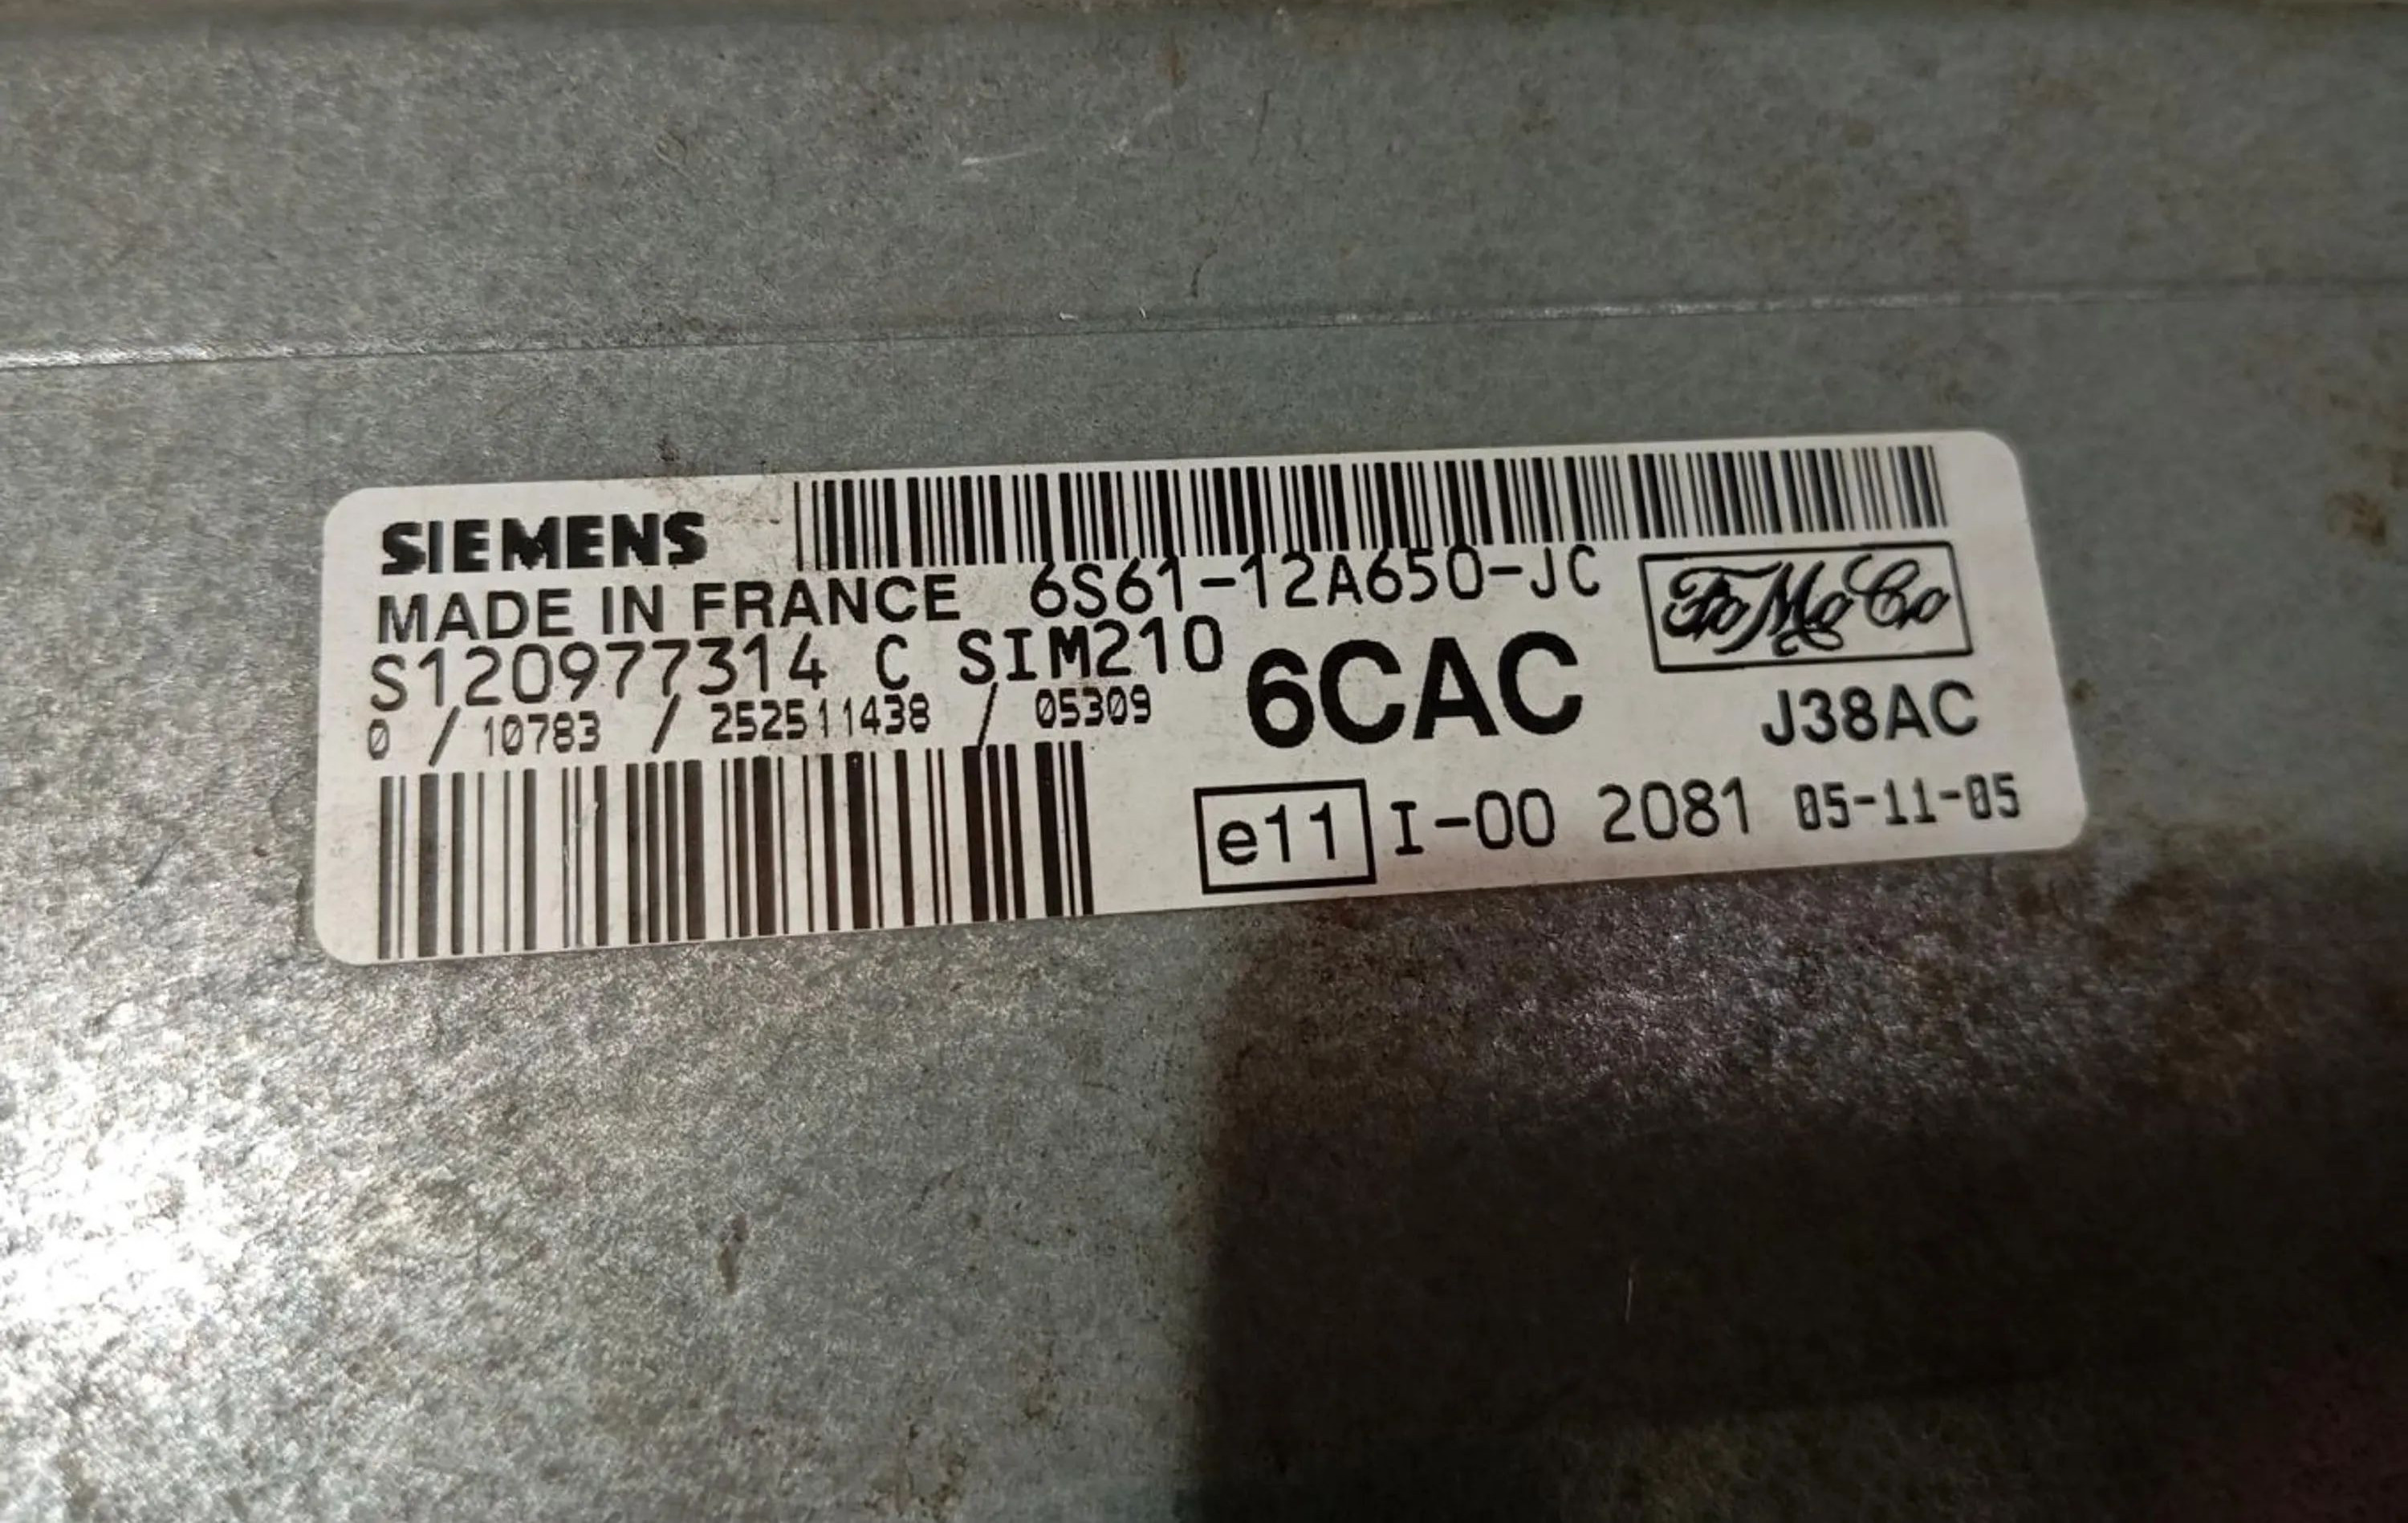 SIEMENS
MADE IN FRANCE 6S61-12A650-JC
FoMoCo
S120977314 C SIM210
6CAC
J38AC
0 / 10783 / 252511438 / 05309
e11 I-00 2081 05-11-05